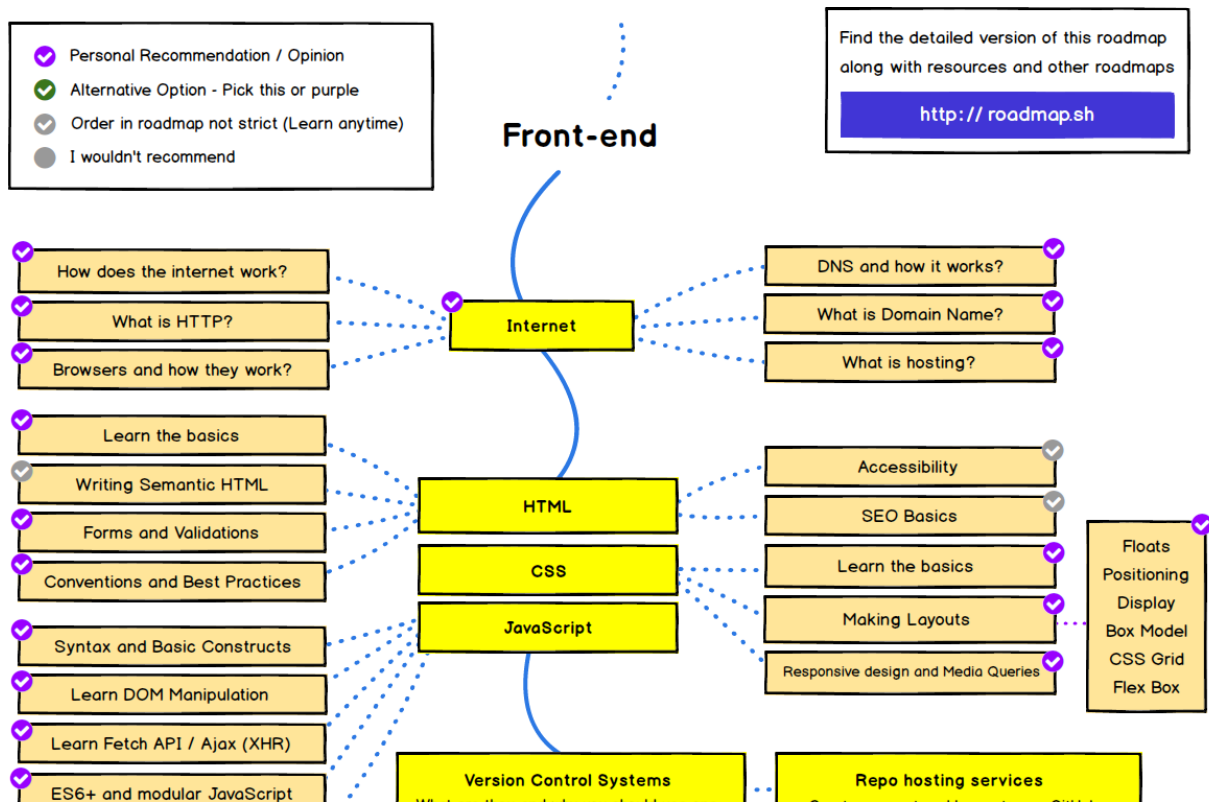 Personal Recommendation / Opinion
Alternative Option - Pick this or purple
Order in roadmap not strict (Learn anytime)
I wouldn't recommend
Find the detailed version of this roadmap
along with resources and other roadmaps
http:// roadmap.sh
Front-end
How does the internet work?
What is HTTP?
Browsers and how they work?
Internet
DNS and how it works?
What is Domain Name?
What is hosting?
Learn the basics
Writing Semantic HTML
Forms and Validations
Conventions and Best Practices
HTML
Accessibility
SEO Basics
CSS
Learn the basics
Making Layouts
Responsive design and Media Queries
Floats
Positioning
Display
Box Model
CSS Grid
Flex Box
JavaScript
Syntax and Basic Constructs
Learn DOM Manipulation
Learn Fetch API / Ajax (XHR)
ES6+ and modular JavaScript
Version Control Systems
Repo hosting services